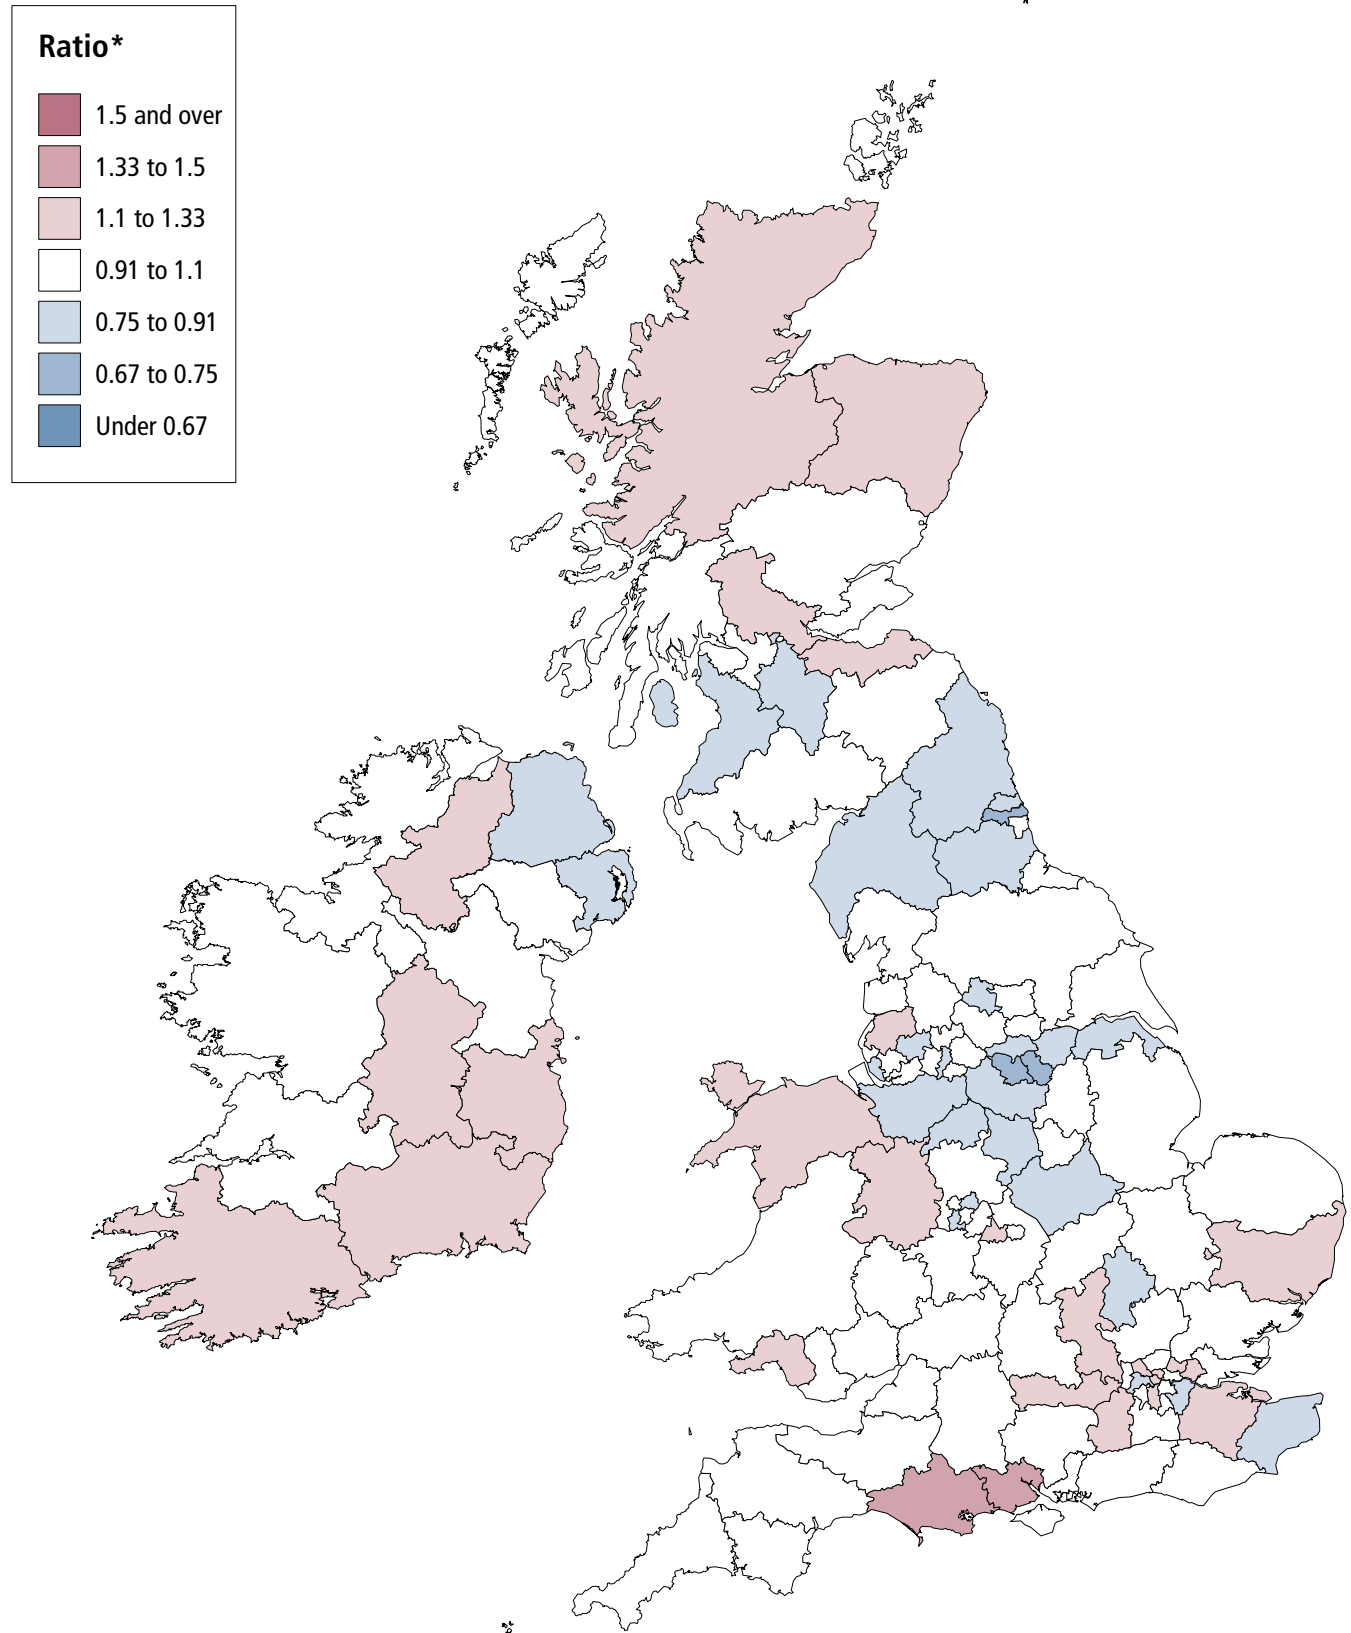 Ratio*
1.5 and over
1.33 to 1.5
1.1 to 1.33
0.91 to 1.1
0.75 to 0.91
0.67 to 0.75
Under 0.67